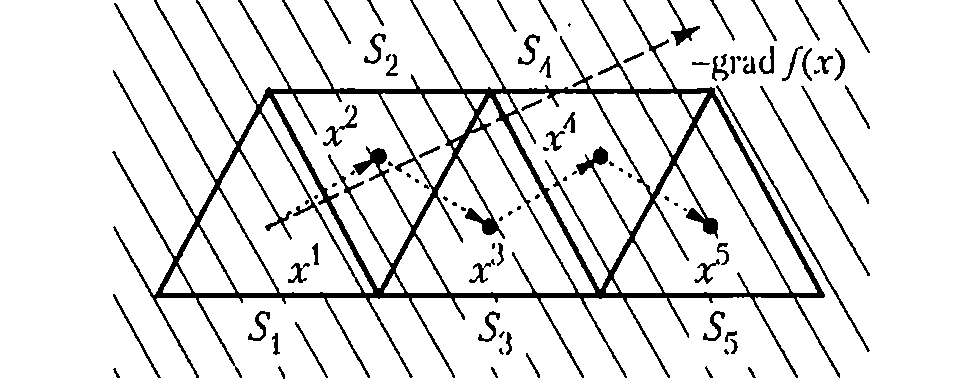 S₂
S₄
−grad f(x)
x²
x⁴
x¹
x³
x⁵
S₁
S₃
S₅